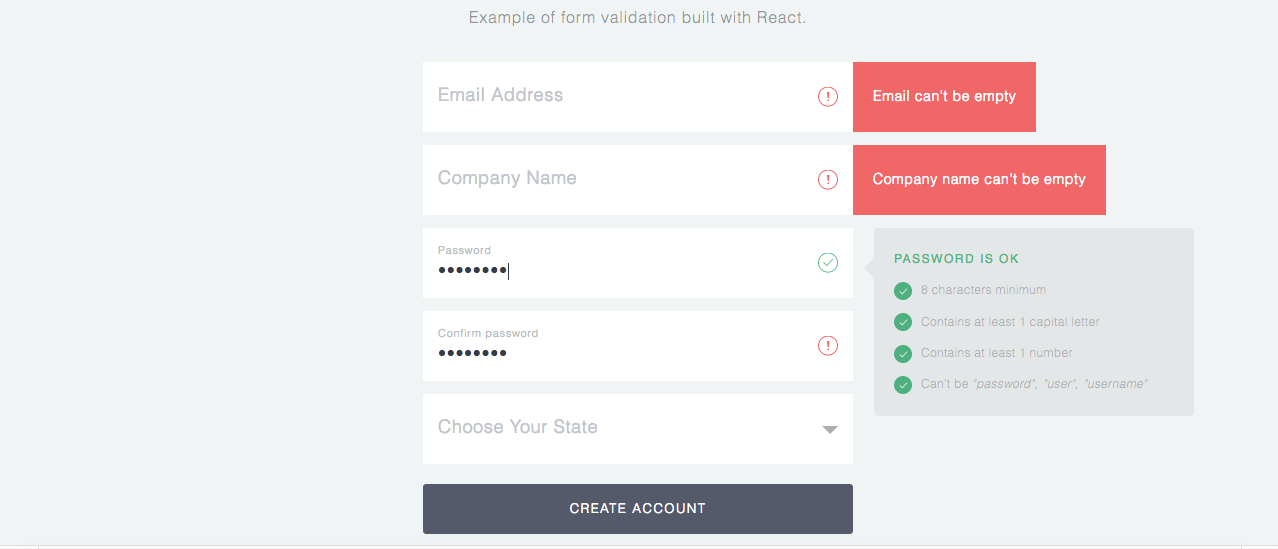 Example of form validation built with React.
Email Address
!
Email can't be empty
Company Name
!
Company name can't be empty
Password
••••••••
PASSWORD IS OK
8 characters minimum
Contains at least 1 capital letter
Contains at least 1 number
Can't be "password", "user", "username"
Confirm password
••••••••
!
Choose Your State
CREATE ACCOUNT